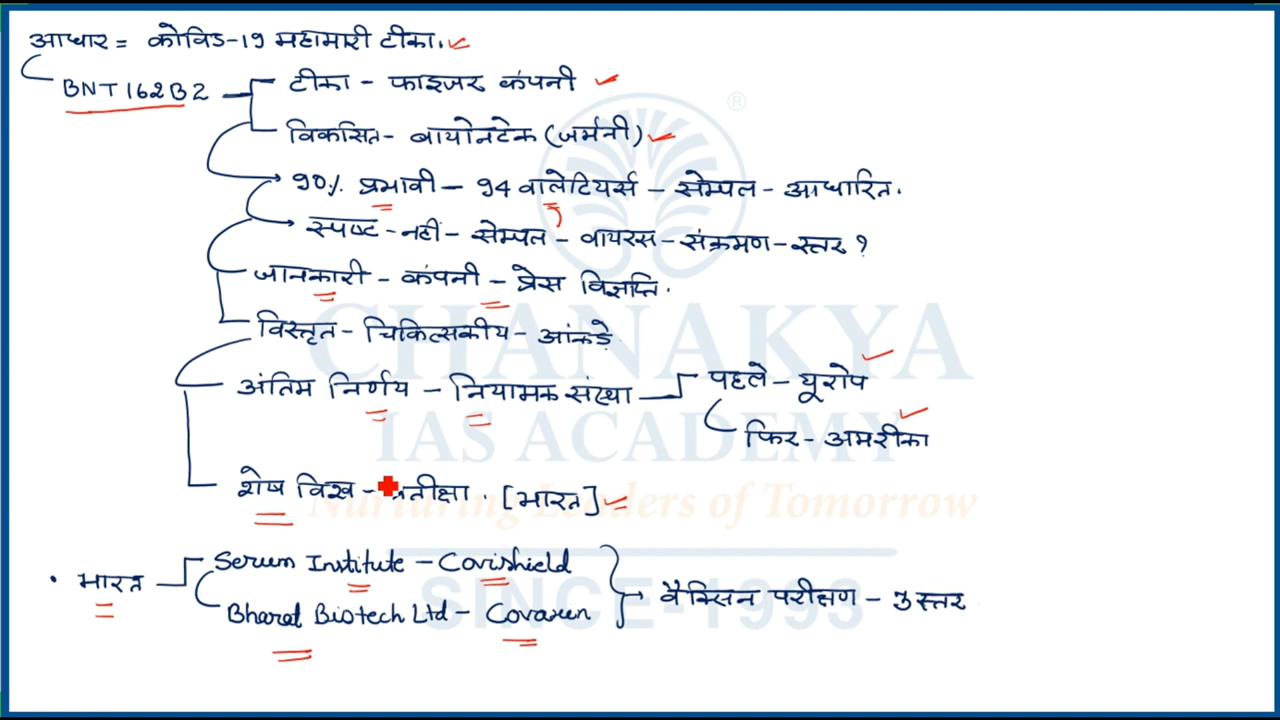 आधार = कोविड-19 महामारी टीका.
BNT162B2
टीका - फाइजर कंपनी
विकसित - बायोनटेक (जर्मनी)
90% प्रभावी - 94 वालेंटियर्स - सेम्पल - आधारित.
स्पष्ट - नहीं - सेम्पल - वायरस - संक्रमण - स्तर ?
जानकारी - कंपनी - प्रेस विज्ञप्ति.
विस्तृत - चिकित्सकीय - आंकड़े
अंतिम निर्णय - नियामक संस्था
पहले - यूरोप
फिर - अमरीका
शेष विश्व - प्रतीक्षा. [भारत]
• भारत
Serum Institute - Covishield
Bharat Biotech Ltd - Covaxen
वैक्सिन परीक्षण - 3 स्तर
®
CHANAKYA
IAS ACADEMY
Nurturing Leaders of Tomorrow
SINCE-1993